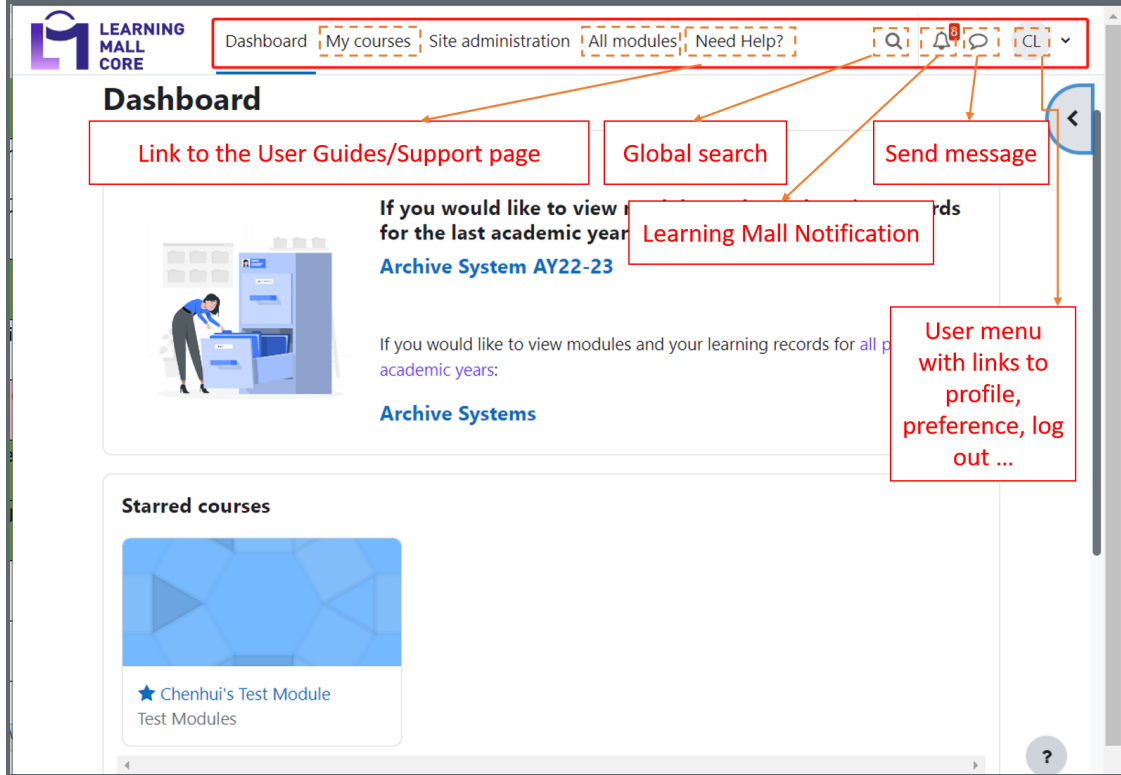 LEARNING
MALL
CORE
Dashboard My courses Site administration All modules Need Help? 8 CL
Dashboard
Link to the User Guides/Support page
Global search
Send message
If you would like to view
for the last academic year
Learning Mall Notification
Archive System AY22-23
If you would like to view modules and your learning records for all p
academic years:
Archive Systems
User menu
with links to
profile,
preference, log
out ...
Starred courses
Chenhui's Test Module
Test Modules
?